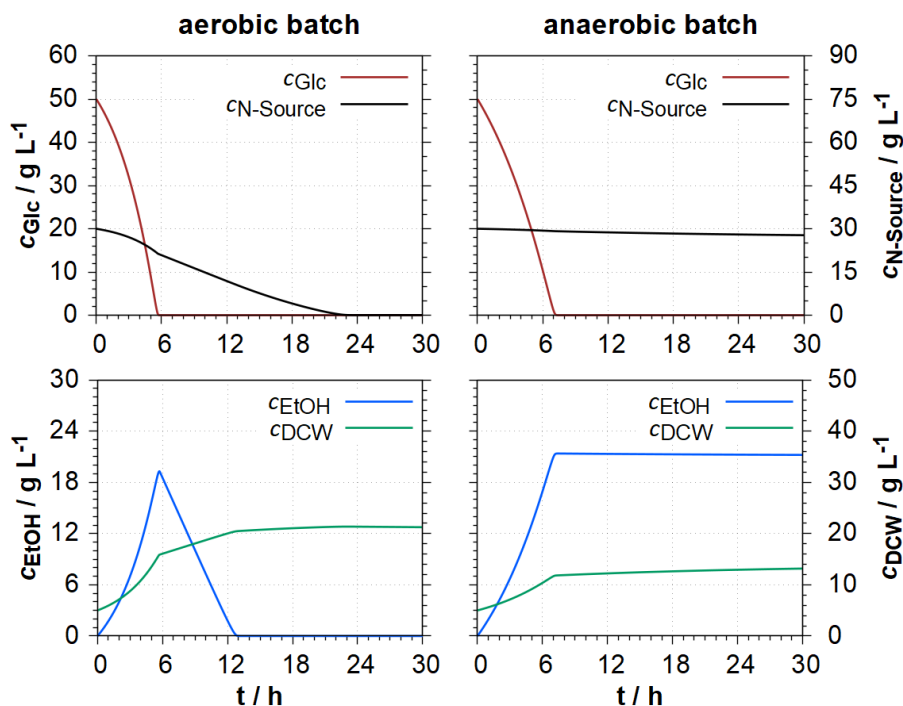 aerobic batch
anaerobic batch
60
50
40
30
20
10
0
cGlc / g L-1
cGlc
cN-Source
0 6 12 18 24 30
cGlc
cN-Source
90
75
60
45
30
15
0
cN-Source / g L-1
0 6 12 18 24 30
30
24
18
12
6
0
cEtOH / g L-1
cEtOH
cDCW
0 6 12 18 24 30
t / h
cEtOH
cDCW
50
40
30
20
10
0
cDCW / g L-1
0 6 12 18 24 30
t / h